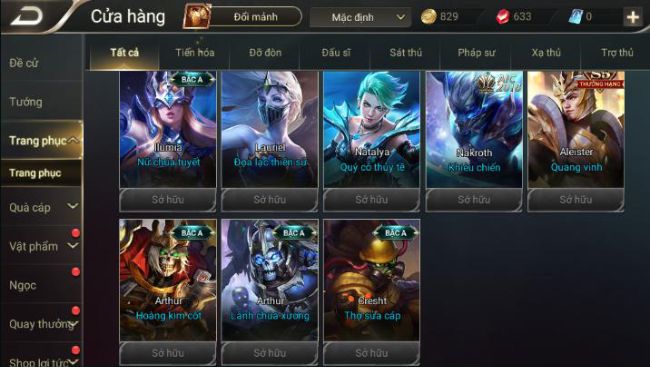 Cửa hàng
Đổi mảnh
Mặc định
829
633
0
Đề cử
Tướng
Trang phục
Trang phục
Quà cáp
Vật phẩm
Ngọc
Quay thưởng
Shop lợi tức
Tất cả
Tiến hóa
Đỡ đòn
Đấu sĩ
Sát thủ
Pháp sư
Xạ thủ
Trợ thủ
BẬC A
Ilumia
Nữ chúa tuyết
Sở hữu
Lauriel
Đọa lạc thiên sứ
Sở hữu
Natalya
Quý cô thủy tề
Sở hữu
AIC
Nakroth
Khiêu chiến
Sở hữu
THƯỞNG HẠNG
Aleister
Quang vinh
Sở hữu
Arthur
Hoàng kim cốt
Sở hữu
BẬC A
Arthur
Lãnh chúa xương
Sở hữu
BẬC A
Cresht
Thợ sửa cáp
Sở hữu